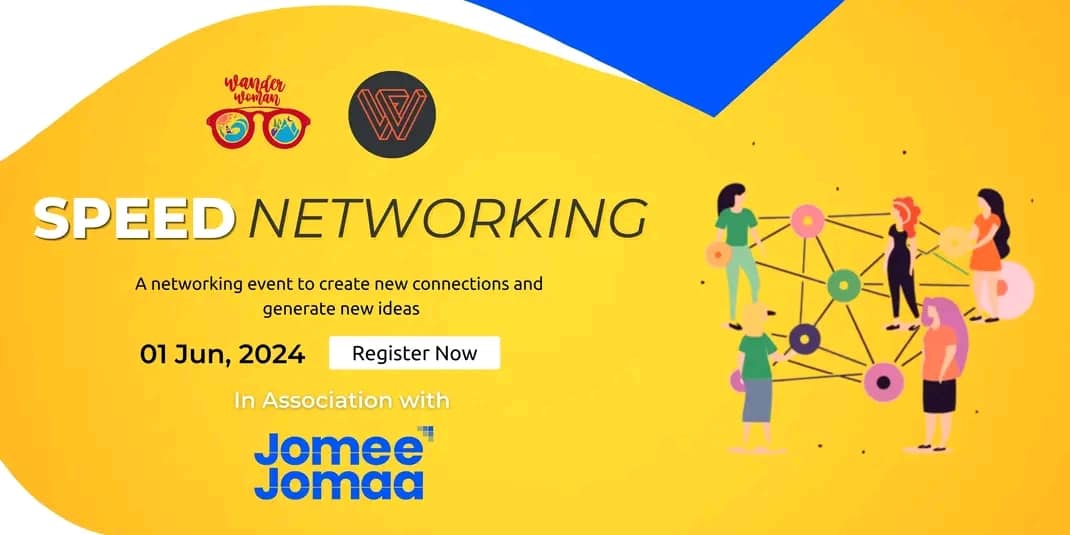 wander
woman
SPEED NETWORKING
A networking event to create new connections and
generate new ideas
01 Jun, 2024
Register Now
In Association with
Jomee
Jomaa